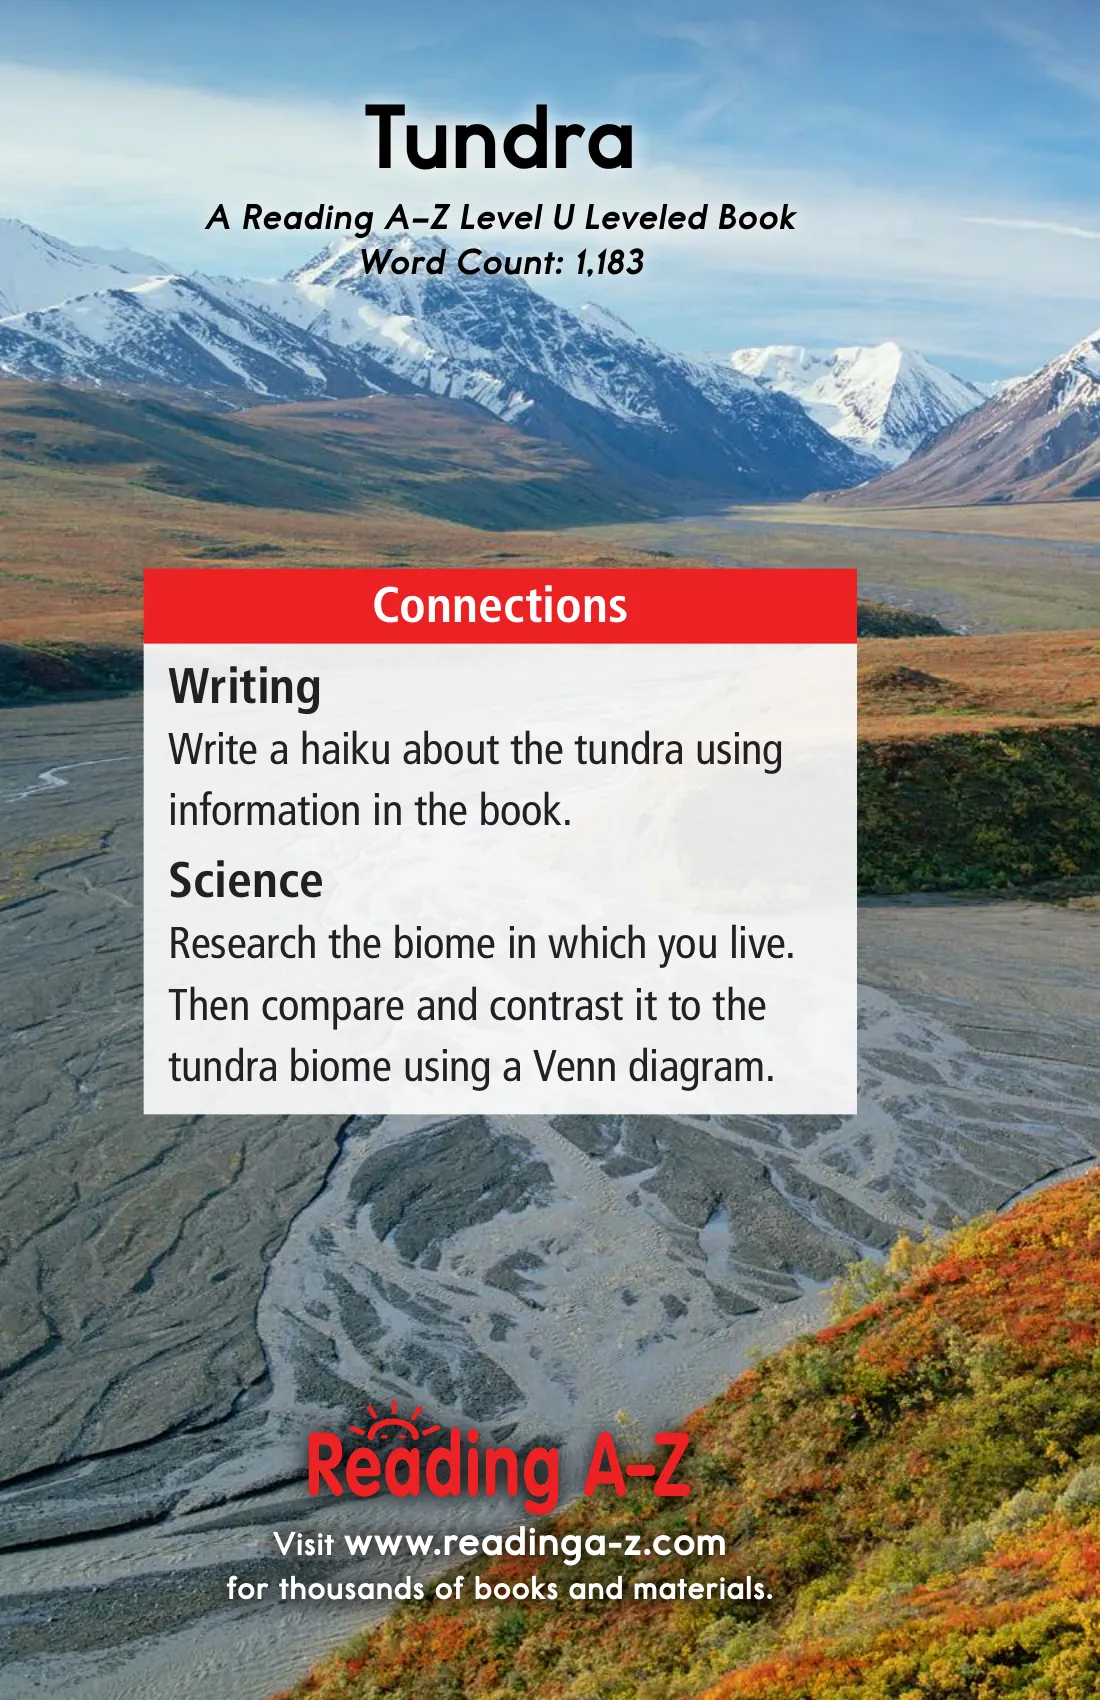 Tundra
A Reading A–Z Level U Leveled Book
Word Count: 1,183
Connections
Writing
Write a haiku about the tundra using
information in the book.
Science
Research the biome in which you live.
Then compare and contrast it to the
tundra biome using a Venn diagram.
Reading A–Z
Visit www.readinga-z.com
for thousands of books and materials.